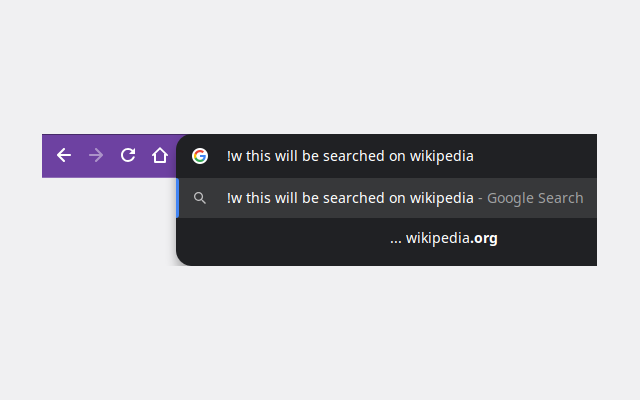 !w this will be searched on wikipedia
!w this will be searched on wikipedia - Google Search
... wikipedia.org